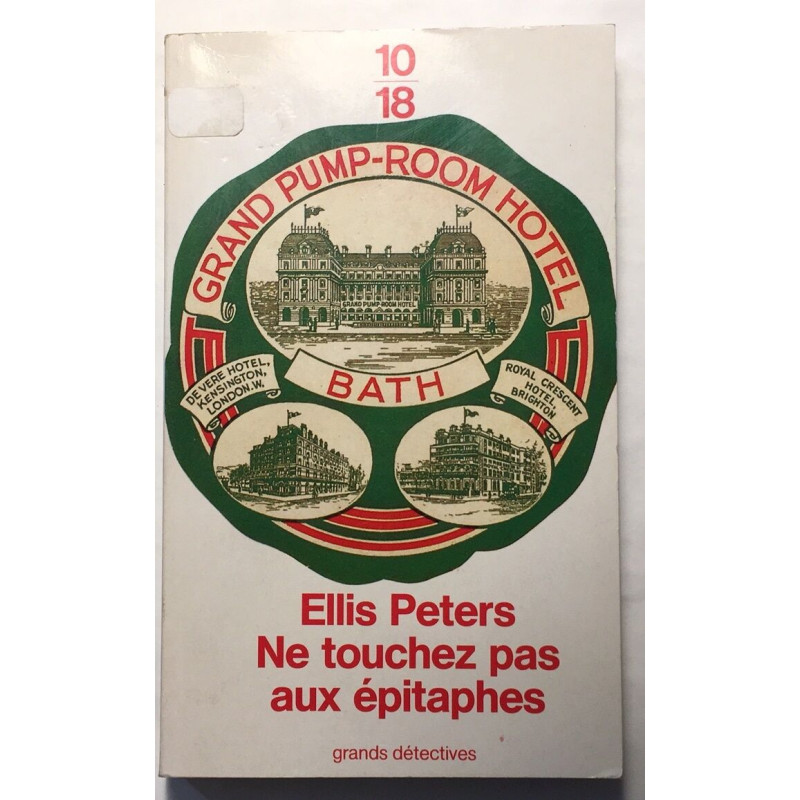 10
18
GRAND PUMP-ROOM HOTEL
GRAND PUMP-ROOM HOTEL
BATH
DE VERE HOTEL,
KENSINGTON,
LONDON.W.
ROYAL CRESCENT
HOTEL,
BRIGHTON
Ellis Peters
Ne touchez pas
aux épitaphes
grands détectives